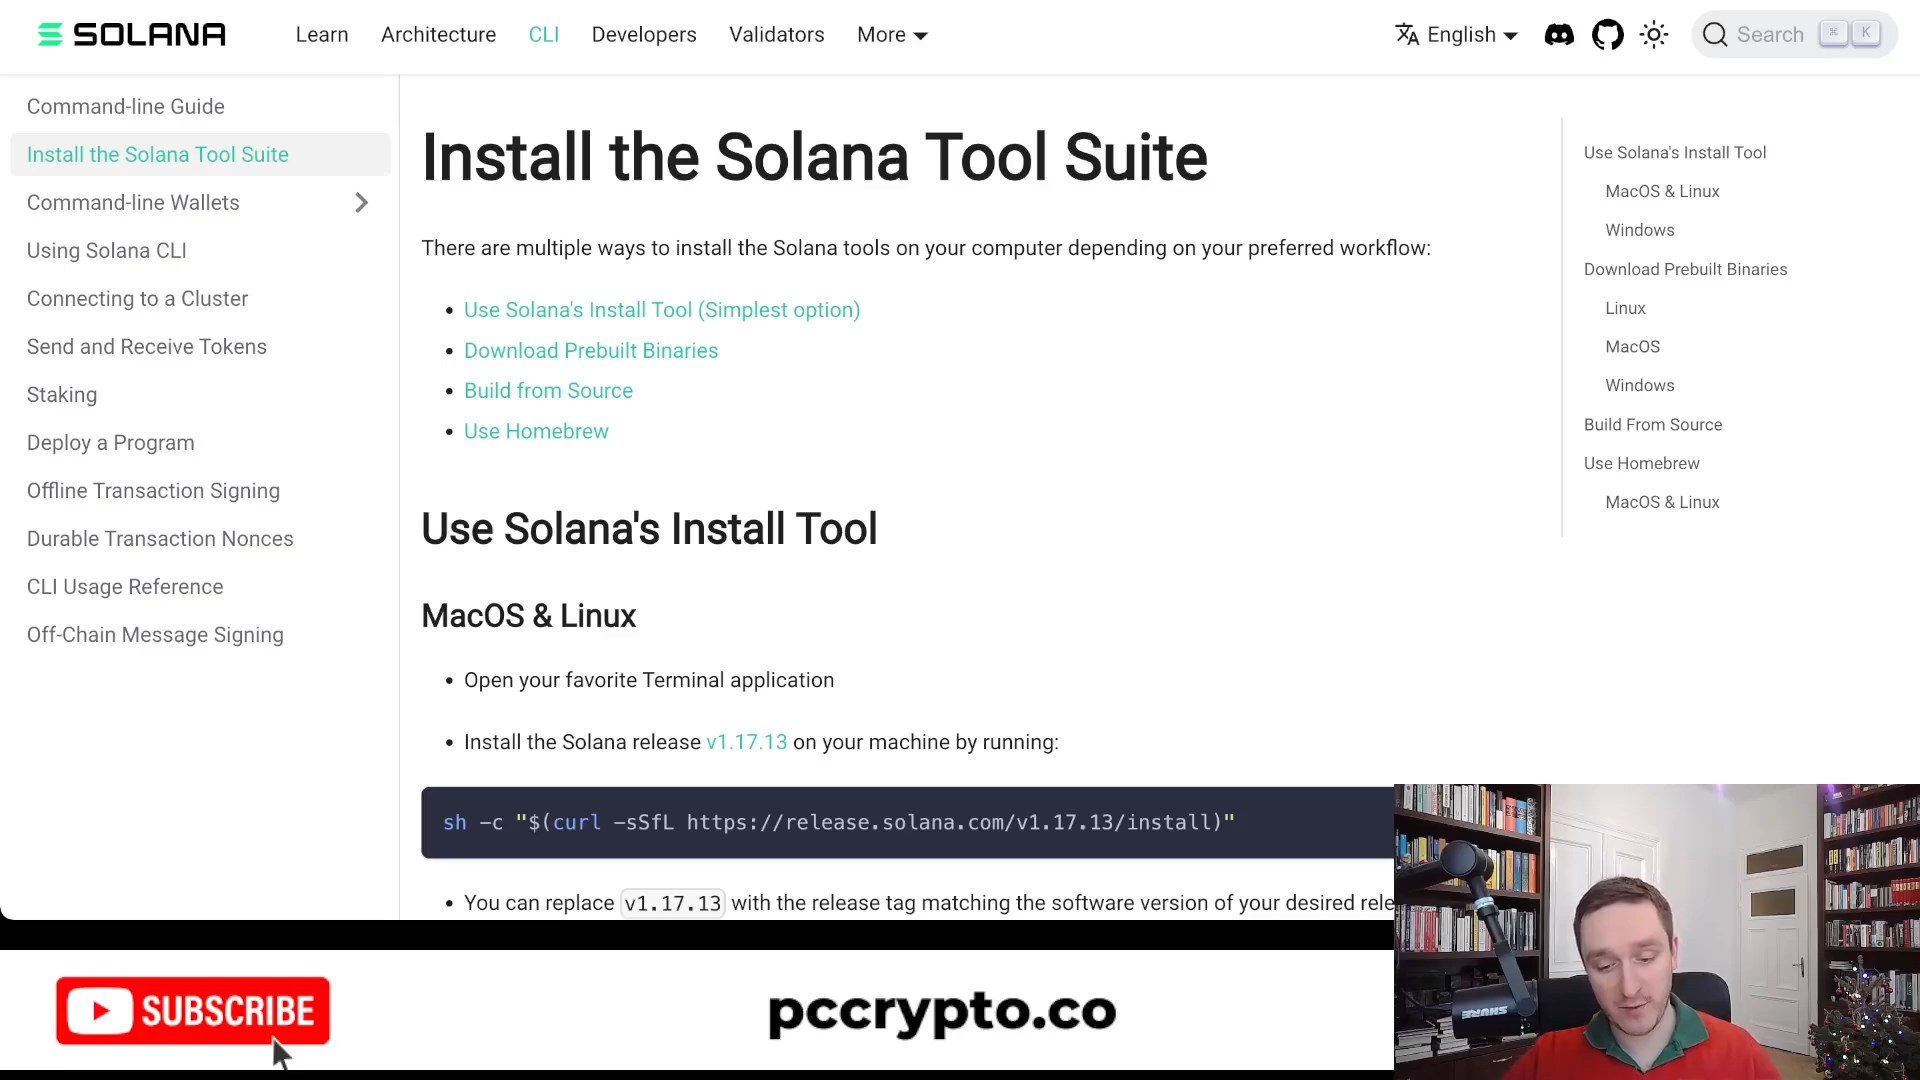 SOLANA
Learn
Architecture
CLI
Developers
Validators
More
English
Search
⌘
K
Command-line Guide
Install the Solana Tool Suite
Command-line Wallets
Using Solana CLI
Connecting to a Cluster
Send and Receive Tokens
Staking
Deploy a Program
Offline Transaction Signing
Durable Transaction Nonces
CLI Usage Reference
Off-Chain Message Signing
Install the Solana Tool Suite
There are multiple ways to install the Solana tools on your computer depending on your preferred workflow:
Use Solana's Install Tool (Simplest option)
Download Prebuilt Binaries
Build from Source
Use Homebrew
Use Solana's Install Tool
MacOS & Linux
Open your favorite Terminal application
Install the Solana release v1.17.13 on your machine by running:
sh -c "$(curl -sSfL https://release.solana.com/v1.17.13/install)"
You can replace v1.17.13 with the release tag matching the software version of your desired rele
Use Solana's Install Tool
MacOS & Linux
Windows
Download Prebuilt Binaries
Linux
MacOS
Windows
Build From Source
Use Homebrew
MacOS & Linux
SUBSCRIBE
pccrypto.co
SHURE